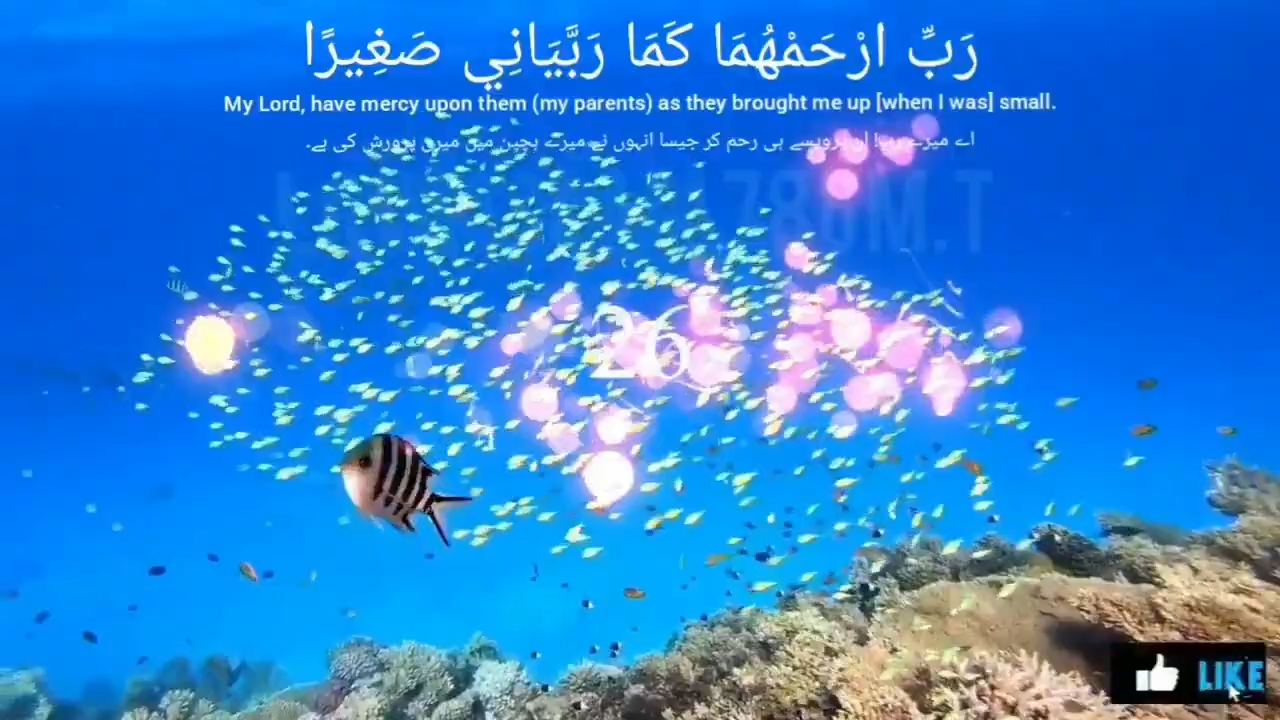 رَبِّ ارْحَمْهُمَا كَمَا رَبَّيَانِي صَغِيرًا
My Lord, have mercy upon them (my parents) as they brought me up [when I was] small.
اے میرے رب! ان پر ویسے ہی رحم کر جیسا انہوں نے میرے بچپن میں میری پرورش کی ہے۔
786M.T
26
LIKE